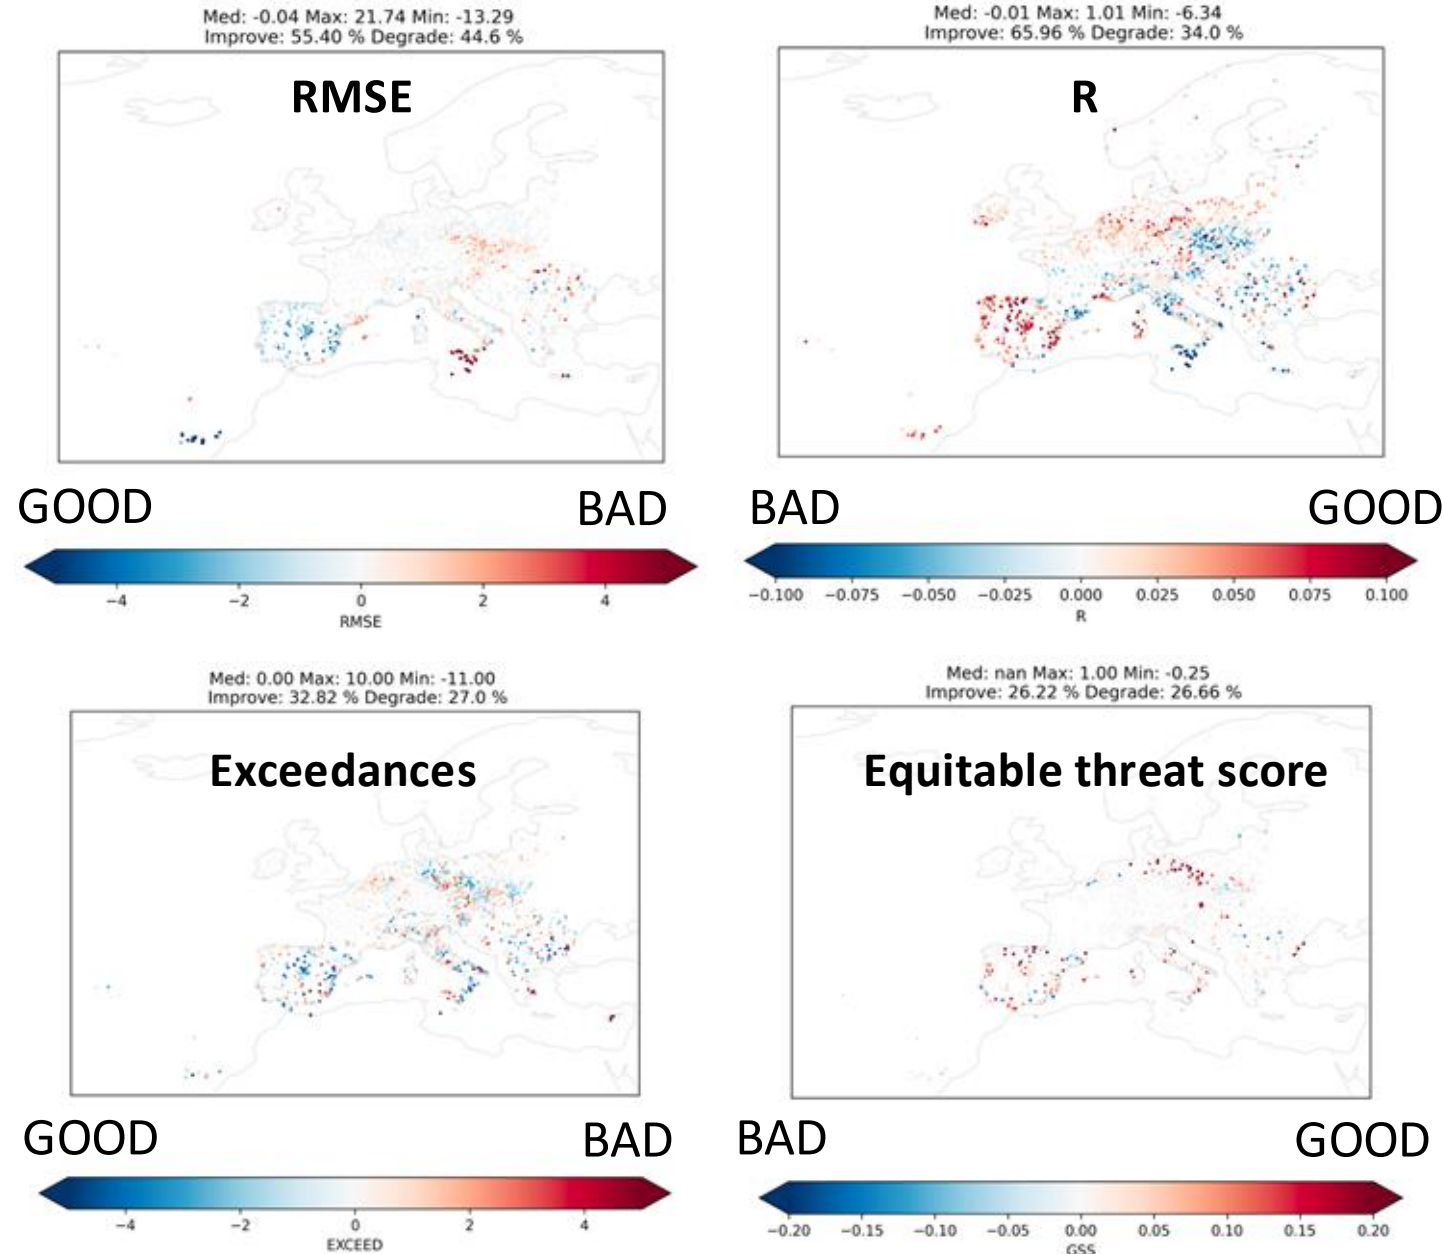 Med: -0.04 Max: 21.74 Min: -13.29
Improve: 55.40 % Degrade: 44.6 %
RMSE
GOOD BAD
−4 −2 0 2 4
RMSE
Med: -0.01 Max: 1.01 Min: -6.34
Improve: 65.96 % Degrade: 34.0 %
R
BAD GOOD
−0.100 −0.075 −0.050 −0.025 0.000 0.025 0.050 0.075 0.100
R
Med: 0.00 Max: 10.00 Min: -11.00
Improve: 32.82 % Degrade: 27.0 %
Exceedances
GOOD BAD
−4 −2 0 2 4
EXCEED
Med: nan Max: 1.00 Min: -0.25
Improve: 26.22 % Degrade: 26.66 %
Equitable threat score
BAD GOOD
−0.20 −0.15 −0.10 −0.05 0.00 0.05 0.10 0.15 0.20
GSS